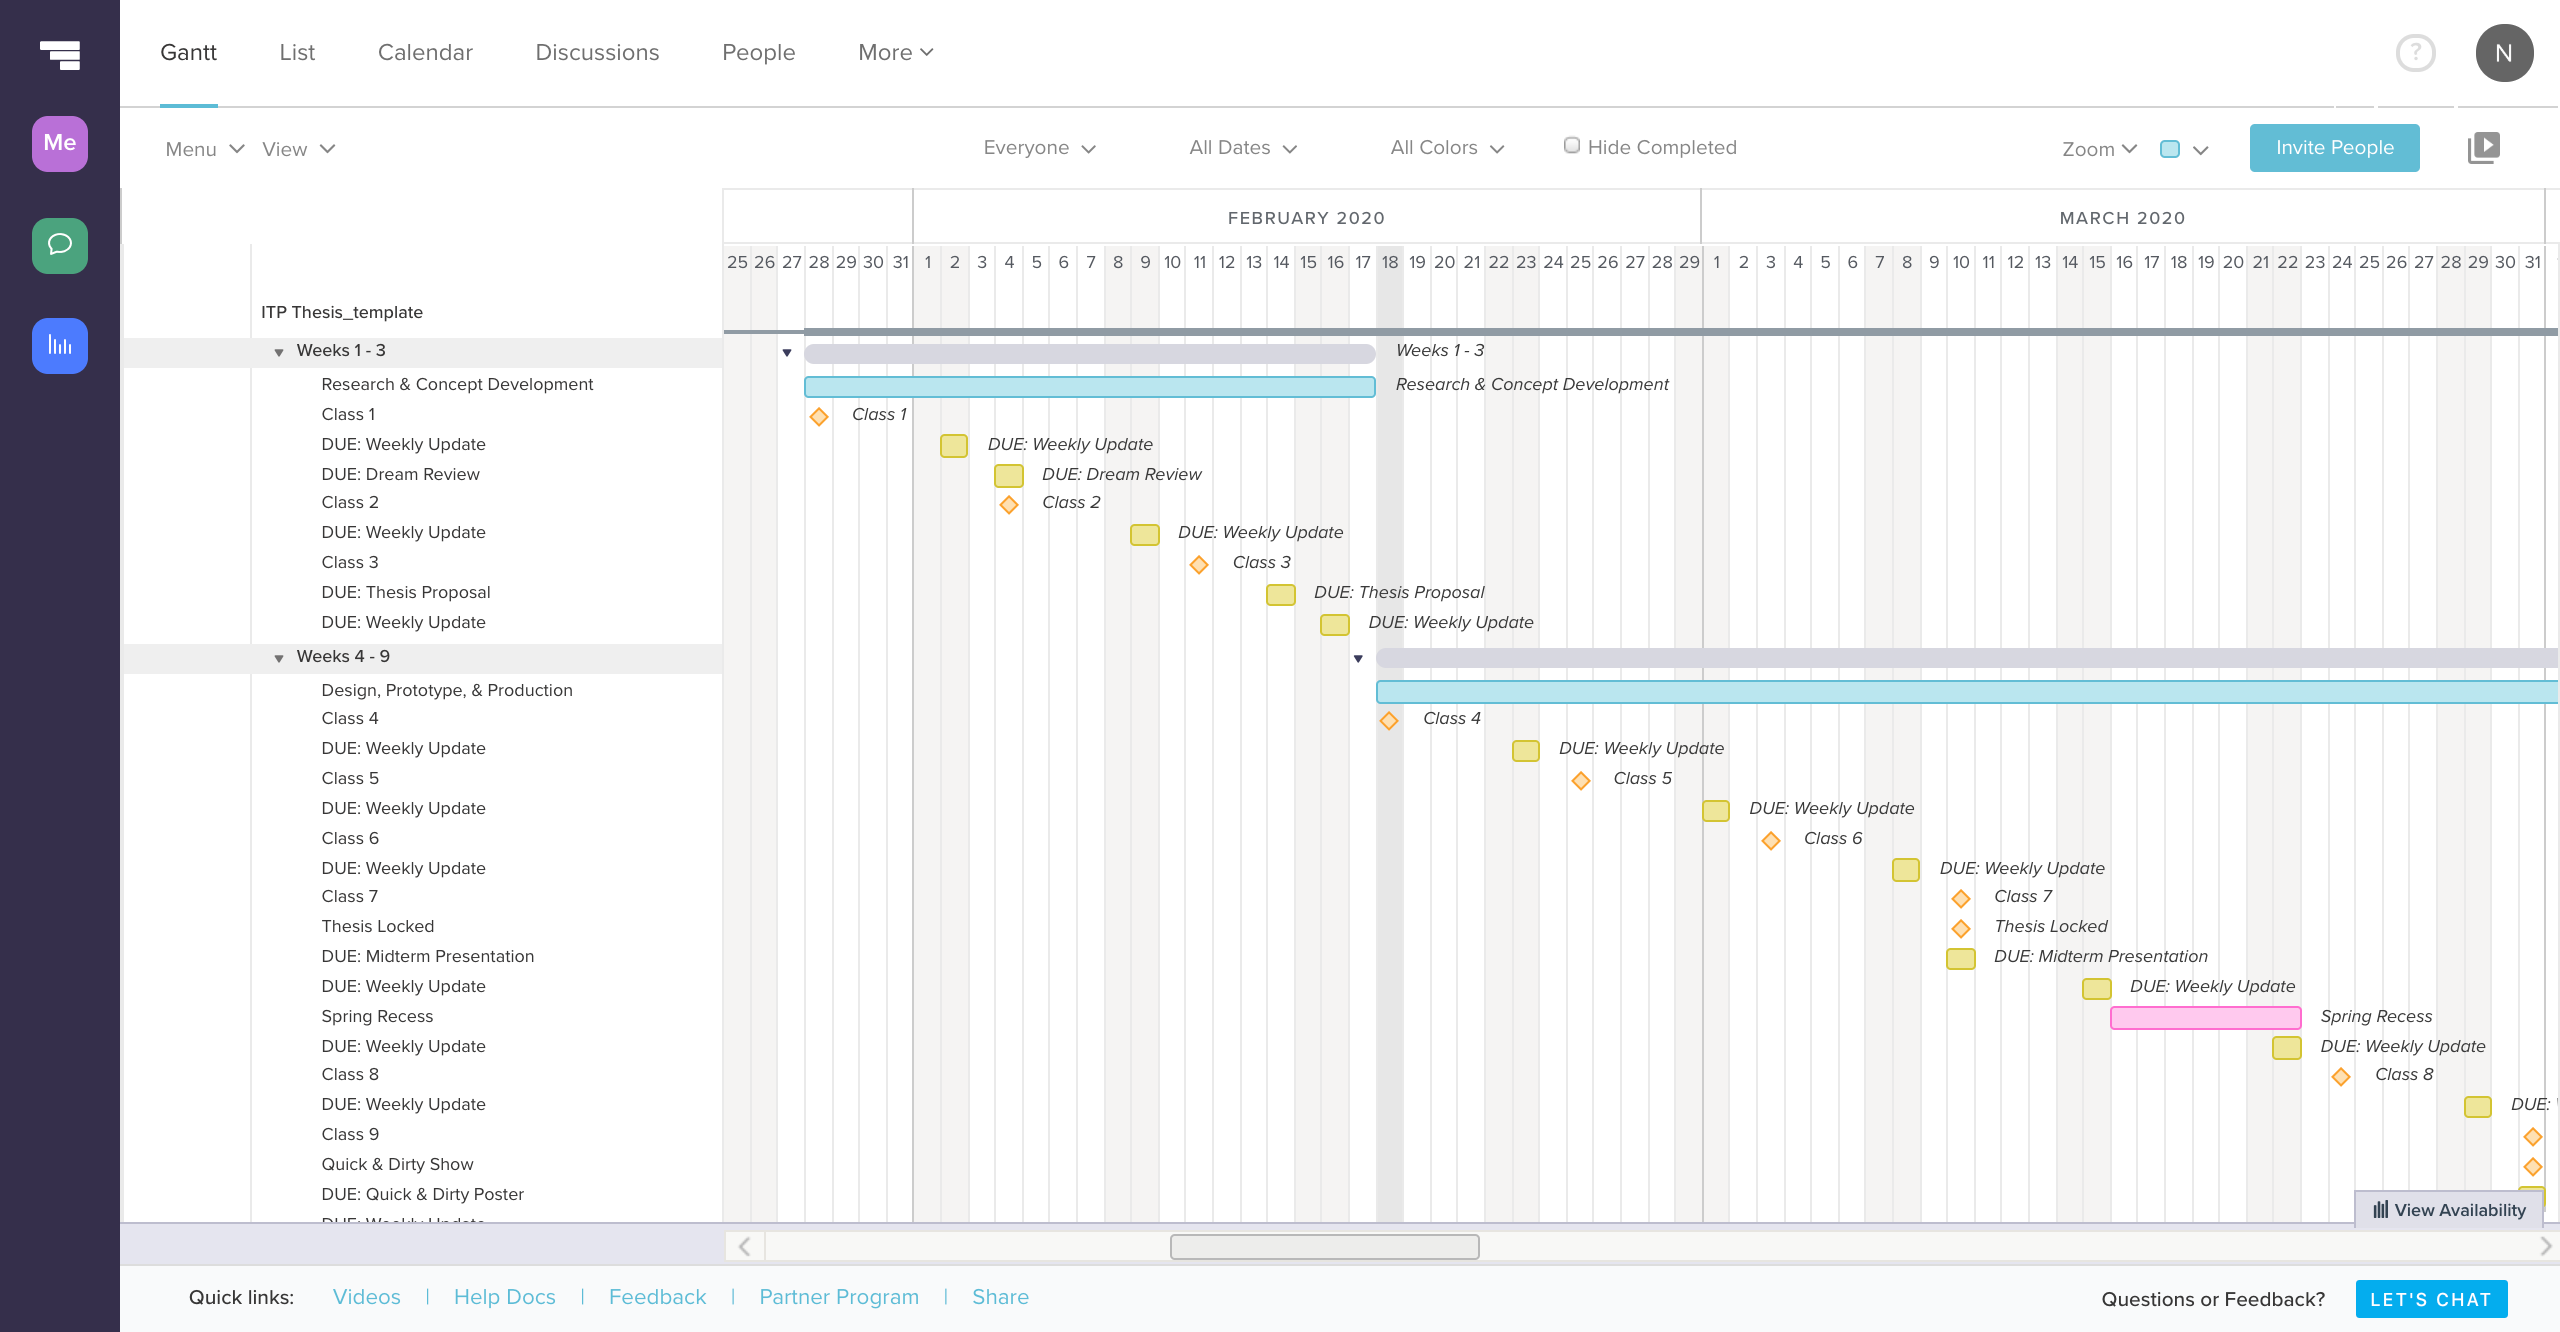 Gantt List Calendar Discussions People More ? N
Me
Menu View Everyone All Dates All Colors Hide Completed Zoom Invite People
FEBRUARY 2020 MARCH 2020
25 26 27 28 29 30 31 1 2 3 4 5 6 7 8 9 10 11 12 13 14 15 16 17 18 19 20 21 22 23 24 25 26 27 28 29 1 2 3 4 5 6 7 8 9 10 11 12 13 14 15 16 17 18 19 20 21 22 23 24 25 26 27 28 29 30 31
ITP Thesis_template
Weeks 1 - 3 Weeks 1 - 3
Research & Concept Development Research & Concept Development
Class 1 Class 1
DUE: Weekly Update DUE: Weekly Update
DUE: Dream Review DUE: Dream Review
Class 2 Class 2
DUE: Weekly Update DUE: Weekly Update
Class 3 Class 3
DUE: Thesis Proposal DUE: Thesis Proposal
DUE: Weekly Update DUE: Weekly Update
Weeks 4 - 9
Design, Prototype, & Production
Class 4 Class 4
DUE: Weekly Update DUE: Weekly Update
Class 5 Class 5
DUE: Weekly Update DUE: Weekly Update
Class 6 Class 6
DUE: Weekly Update DUE: Weekly Update
Class 7 Class 7
Thesis Locked Thesis Locked
DUE: Midterm Presentation DUE: Midterm Presentation
DUE: Weekly Update DUE: Weekly Update
Spring Recess Spring Recess
DUE: Weekly Update DUE: Weekly Update
Class 8 Class 8
DUE: Weekly Update DUE:
Class 9
Quick & Dirty Show
DUE: Quick & Dirty Poster
View Availability
Quick links: Videos | Help Docs | Feedback | Partner Program | Share Questions or Feedback? LET'S CHAT